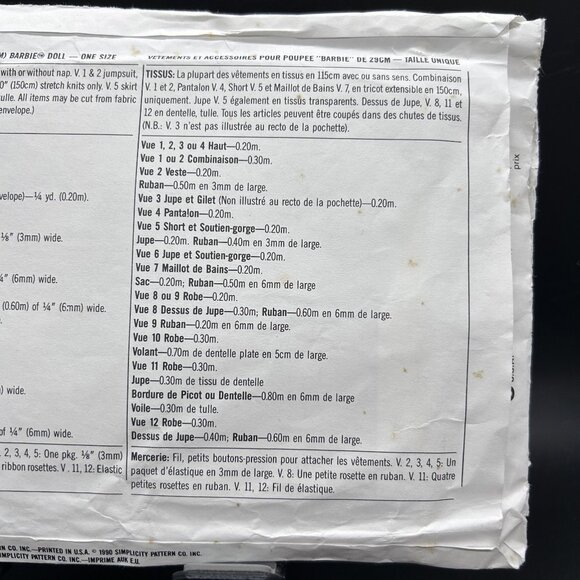 M) BARBIE® DOLL — ONE SIZE
with or without nap. V. 1 & 2 jumpsuit,
0" (150cm) stretch knits only. V. 5 skirt
tulle. All items may be cut from fabric
envelope.)
velope)—¼ yd. (0.20m).
⅛" (3mm) wide.
¼" (6mm) wide.
(0.60m) of ¼" (6mm) wide.
) wide.
of ¼" (6mm) wide.
2, 3, 4, 5: One pkg. ⅛" (3mm)
ribbon rosettes. V. 11, 12: Elastic
VÊTEMENTS ET ACCESSOIRES POUR POUPÉE "BARBIE" DE 29CM — TAILLE UNIQUE
TISSUS: La plupart des vêtements en tissus en 115cm avec ou sans sens. Combinaison
V. 1 et 2, Pantalon V. 4, Short V. 5 et Maillot de Bains V. 7, en tricot extensible en 150cm,
uniquement. Jupe V. 5 également en tissus transparents. Dessus de Jupe, V. 8, 11 et
12 en dentelle, tulle. Tous les articles peuvent être coupés dans des chutes de tissus.
(N.B.: V. 3 n'est pas illustrée au recto de la pochette).
Vue 1, 2, 3 ou 4 Haut—0.20m.
Vue 1 ou 2 Combinaison—0.30m.
Vue 2 Veste—0.20m.
Ruban—0.50m en 3mm de large.
Vue 3 Jupe et Gilet (Non illustré au recto de la pochette)—0.20m.
Vue 4 Pantalon—0.20m.
Vue 5 Short et Soutien-gorge—0.20m.
Jupe—0.20m. Ruban—0.40m en 3mm de large.
Vue 6 Jupe et Soutien-gorge—0.20m.
Vue 7 Maillot de Bains—0.20m.
Sac—0.20m; Ruban—0.50m en 6mm de large
Vue 8 ou 9 Robe—0.20m.
Vue 8 Dessus de Jupe—0.30m; Ruban—0.60m en 6mm de large.
Vue 9 Ruban—0.20m en 6mm de large.
Vue 10 Robe—0.30m.
Volant—0.70m de dentelle plate en 5cm de large.
Vue 11 Robe—0.30m.
Jupe—0.30m de tissu de dentelle
Bordure de Picot ou Dentelle—0.80m en 6mm de large
Voile—0.30m de tulle.
Vue 12 Robe—0.30m.
Dessus de Jupe—0.40m; Ruban—0.60m en 6mm de large.
Mercerie: Fil, petits boutons-pression pour attacher les vêtements. V. 2, 3, 4, 5: Un
paquet d'élastique en 3mm de large. V. 8: Une petite rosette en ruban. V. 11: Quatre
petites rosettes en ruban. V. 11, 12: Fil de élastique.
prix
N CO. INC.—PRINTED IN U.S.A. © 1990 SIMPLICITY PATTERN CO. INC.
IMPLICITY PATTERN CO. INC.—IMPRIMÉ AUX E.U.